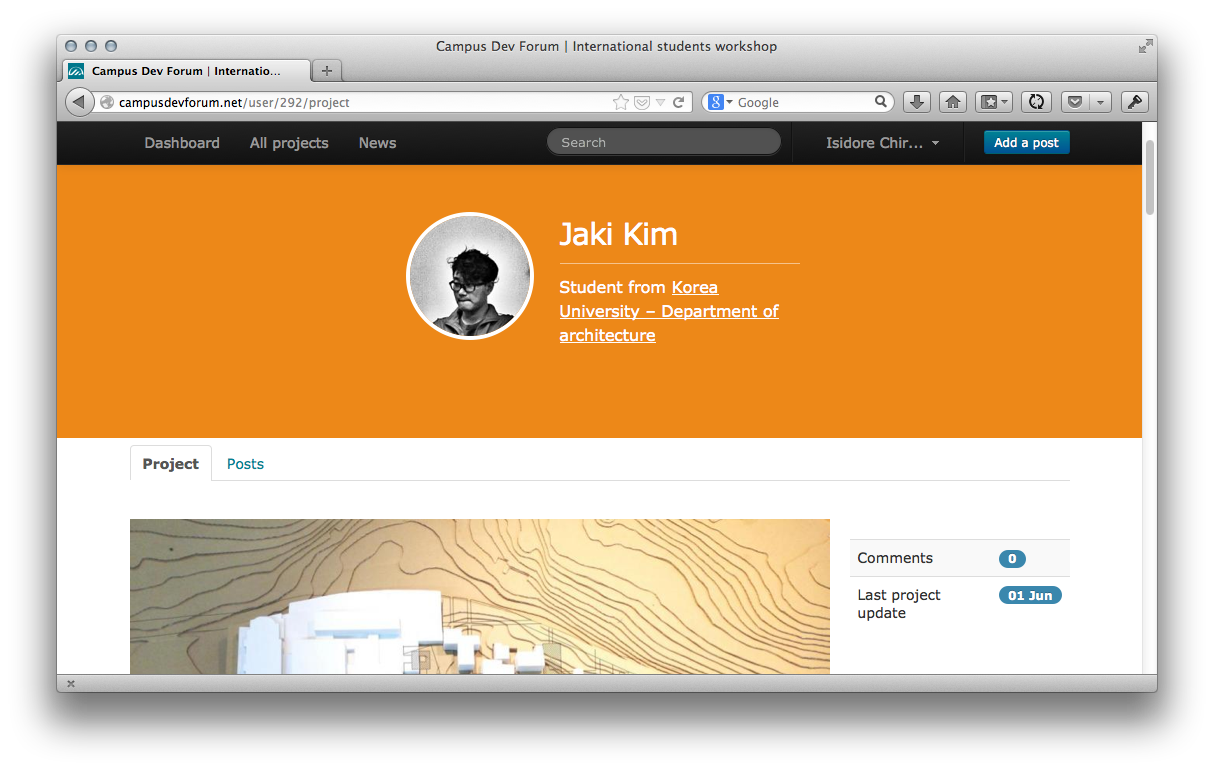 Campus Dev Forum | International students workshop
Campus Dev Forum | Internatio...
campusdevforum.net/user/292/project
Google
Dashboard
All projects
News
Search
Isidore Chir...
Add a post
Jaki Kim
Student from Korea
University – Department of
architecture
Project
Posts
Comments
0
Last project
update
01 Jun